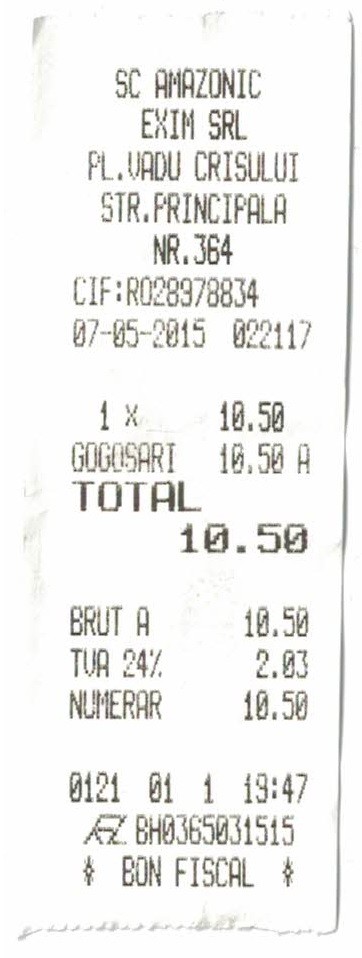 SC AMAZONIC
EXIM SRL
PL.VADU CRISULUI
STR.PRINCIPALA
NR.364
CIF:RO28978834
07-05-2015 022117
1 X 10.50
GOGOSARI 10.50 A
TOTAL
10.50
BRUT A 10.50
TVA 24% 2.03
NUMERAR 10.50
0121 01 1 19:47
BH0365031515
* BON FISCAL *